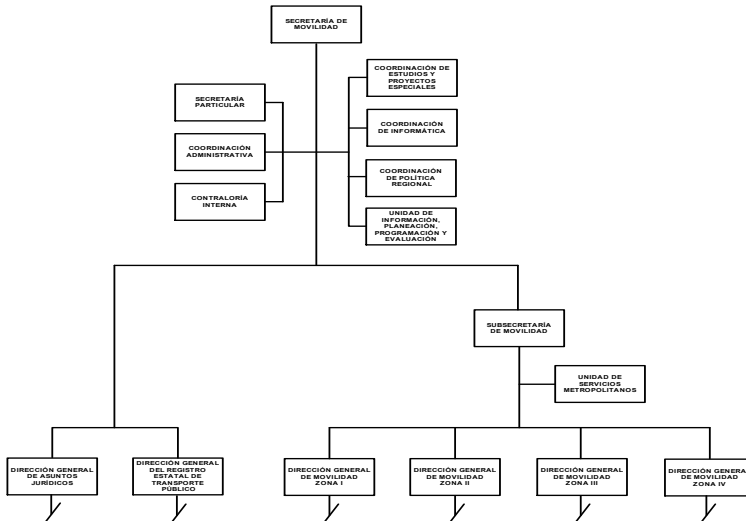 SECRETARÍA DE
MOVILIDAD
COORDINACIÓN DE
ESTUDIOS Y
PROYECTOS
ESPECIALES
SECRETARÍA
PARTICULAR
COORDINACIÓN
DE INFORMÁTICA
COORDINACIÓN
ADMINISTRATIVA
COORDINACIÓN
DE POLÍTICA
REGIONAL
CONTRALORÍA
INTERNA
UNIDAD DE
INFORMACIÓN,
PLANEACIÓN,
PROGRAMACIÓN Y
EVALUACIÓN
SUBSECRETARÍA
DE MOVILIDAD
UNIDAD DE
SERVICIOS
METROPOLITANOS
DIRECCIÓN GENERAL
DE ASUNTOS
JURÍDICOS
DIRECCIÓN GENERAL
DEL REGISTRO
ESTATAL DE
TRANSPORTE
PÚBLICO
DIRECCIÓN GENERAL
DE MOVILIDAD
ZONA I
DIRECCIÓN GENERAL
DE MOVILIDAD
ZONA II
DIRECCIÓN GENERAL
DE MOVILIDAD
ZONA III
DIRECCIÓN GENERAL
DE MOVILIDAD
ZONA IV